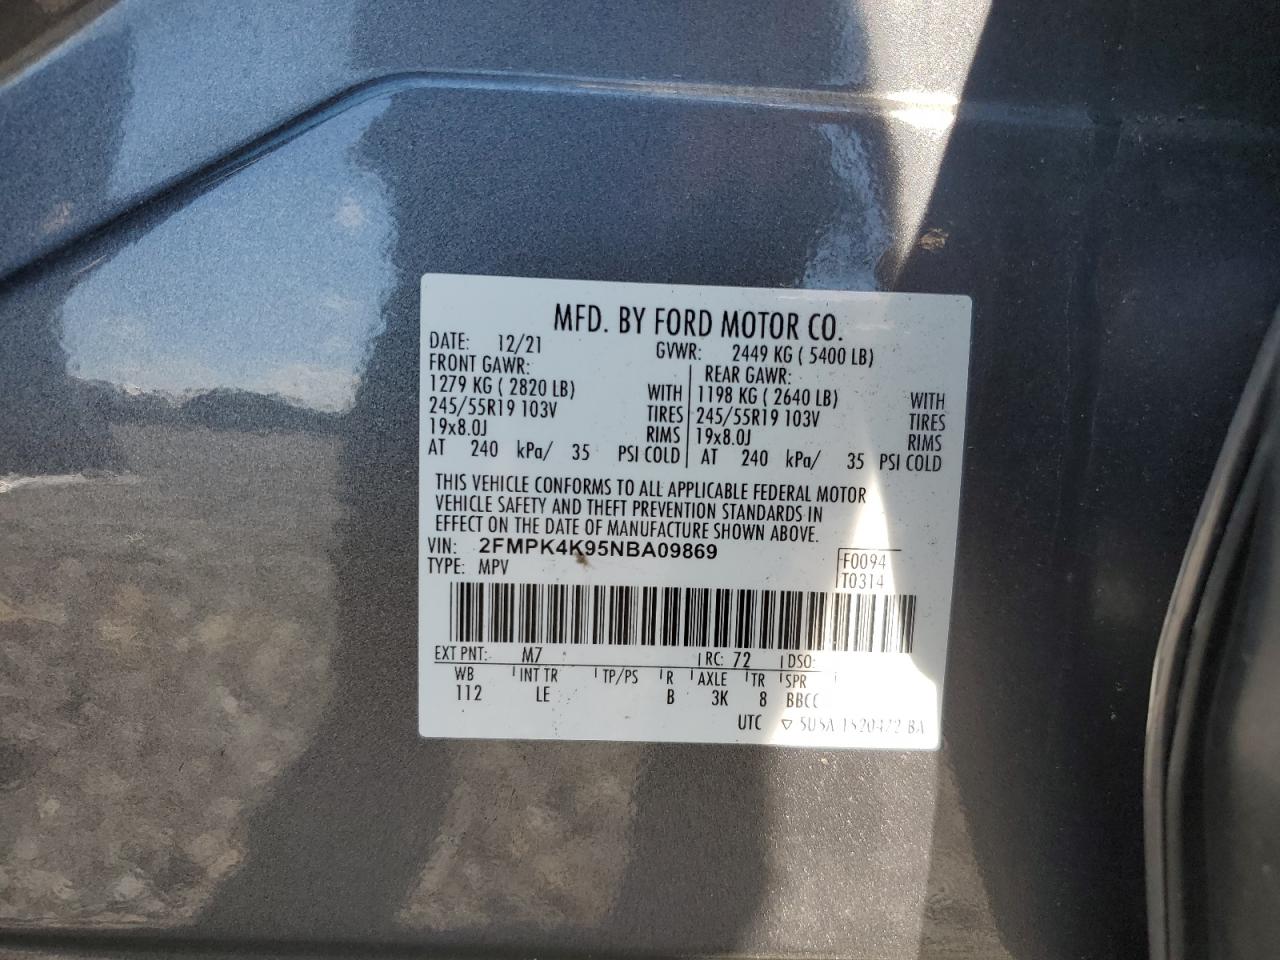 MFD. BY FORD MOTOR CO.
DATE: 12/21 GVWR: 2449 KG ( 5400 LB)
FRONT GAWR: REAR GAWR:
1279 KG ( 2820 LB) WITH 1198 KG ( 2640 LB) WITH
245/55R19 103V TIRES 245/55R19 103V TIRES
19x8.0J RIMS 19x8.0J RIMS
AT 240 kPa/ 35 PSI COLD AT 240 kPa/ 35 PSI COLD
THIS VEHICLE CONFORMS TO ALL APPLICABLE FEDERAL MOTOR
VEHICLE SAFETY AND THEFT PREVENTION STANDARDS IN
EFFECT ON THE DATE OF MANUFACTURE SHOWN ABOVE.
VIN: 2FMPK4K95NBA09869 F0094
TYPE: MPV T0314
EXT PNT: M7 RC: 72 DSO:
WB INT TR TP/PS R AXLE TR SPR
112 LE B 3K 8 BBCC
UTC